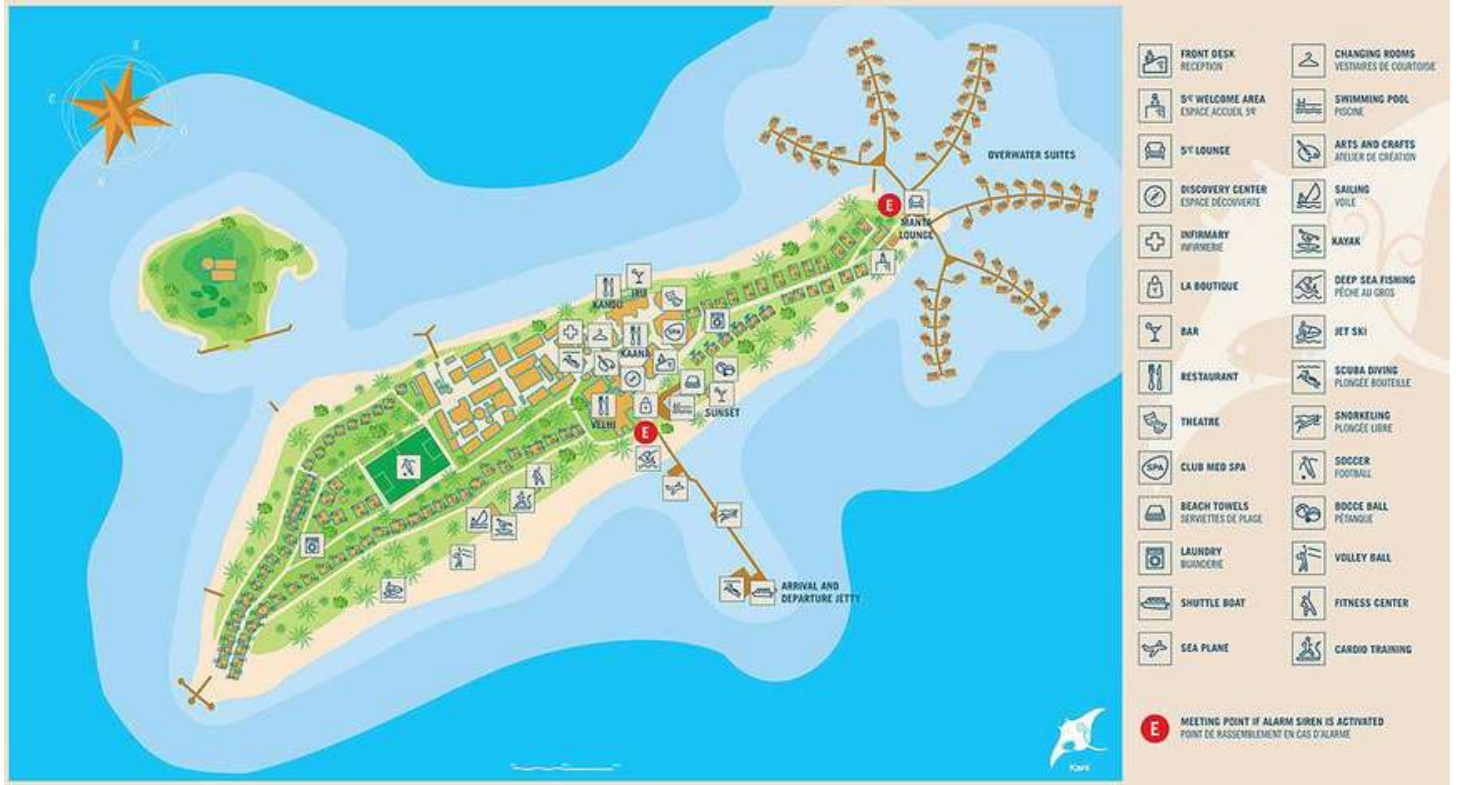 S
E
O
N
OVERWATER SUITES
E
MANTA
LOUNGE
KANDU
IRU
SPA
KAANA
VELHI
SUNSET
E
ARRIVAL AND
DEPARTURE JETTY
Kani
FRONT DESK
RECEPTION
WELCOME AREA
ESPACE ACCUEIL
LOUNGE
DISCOVERY CENTER
ESPACE DÉCOUVERTE
INFIRMARY
INFIRMERIE
LA BOUTIQUE
BAR
RESTAURANT
THEATRE
SPA
CLUB MED SPA
BEACH TOWELS
SERVIETTES DE PLAGE
LAUNDRY
BUANDERIE
SHUTTLE BOAT
SEA PLANE
CHANGING ROOMS
VESTIAIRES DE COURTOISIE
SWIMMING POOL
PISCINE
ARTS AND CRAFTS
ATELIER DE CRÉATION
SAILING
VOILE
KAYAK
DEEP SEA FISHING
PÊCHE AU GROS
JET SKI
SCUBA DIVING
PLONGÉE BOUTEILLE
SNORKELING
PLONGÉE LIBRE
SOCCER
FOOTBALL
BOCCE BALL
PÉTANQUE
VOLLEY BALL
FITNESS CENTER
CARDIO TRAINING
E
MEETING POINT IF ALARM SIREN IS ACTIVATED
POINT DE RASSEMBLEMENT EN CAS D'ALARME